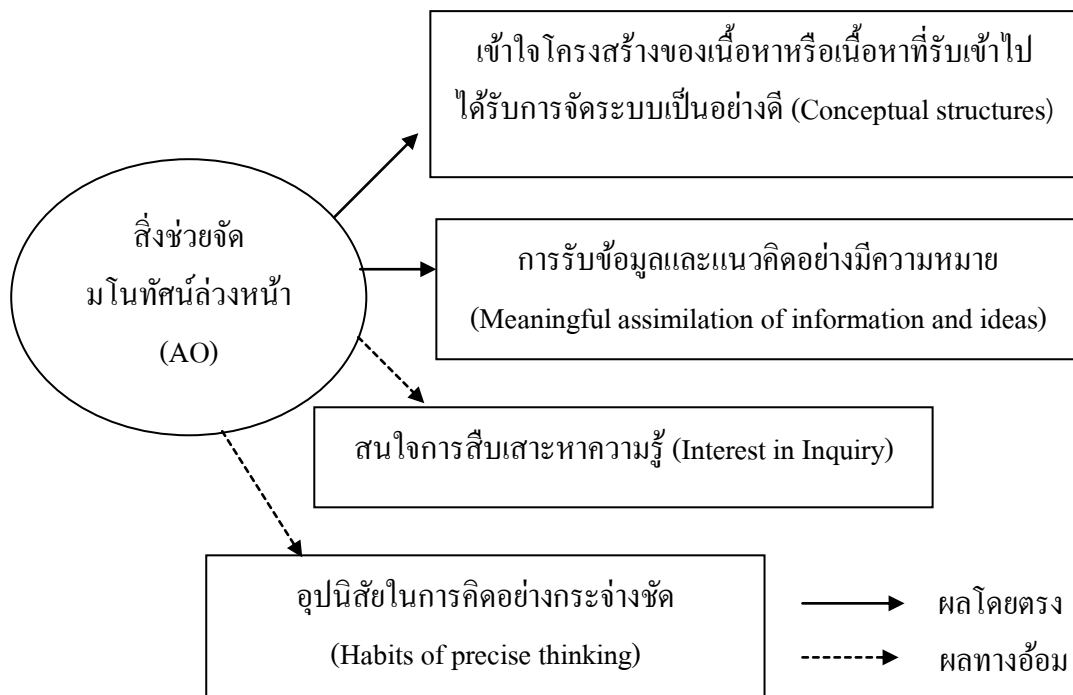 เข้าใจโครงสร้างของเนื้อหาหรือเนื้อหาที่รับเข้าไป
ได้รับการจัดระบบเป็นอย่างดี (Conceptual structures)
สิ่งช่วยจัด
มโนทัศน์ล่วงหน้า
(AO)
การรับข้อมูลและแนวคิดอย่างมีความหมาย
(Meaningful assimilation of information and ideas)
สนใจการสืบเสาะหาความรู้ (Interest in Inquiry)
อุปนิสัยในการคิดอย่างกระจ่างชัด
(Habits of precise thinking)
ผลโดยตรง
ผลทางอ้อม